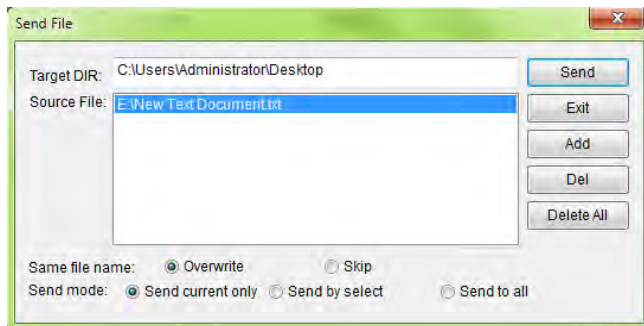 Send File
Target DIR: C:\Users\Administrator\Desktop
Send
Source File: E:\New Text Document.txt
Exit
Add
Del
Delete All
Same file name: Overwrite Skip
Send mode: Send current only Send by select Send to all